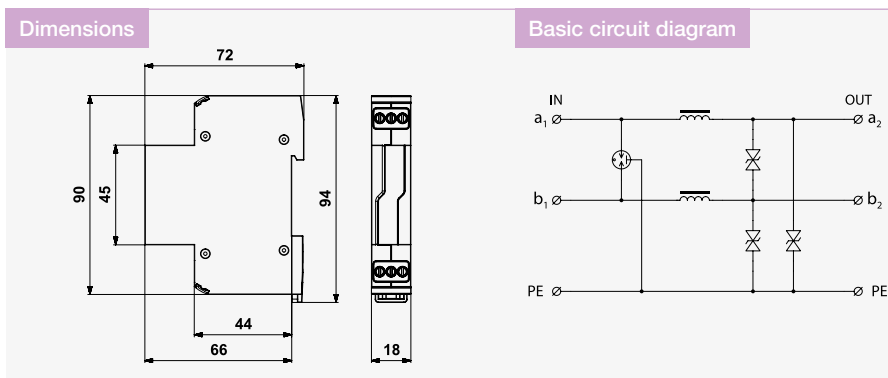 Dimensions
72
90
45
94
44
66
18
Basic circuit diagram
IN OUT
a₁ a₂
b₁ b₂
PE PE